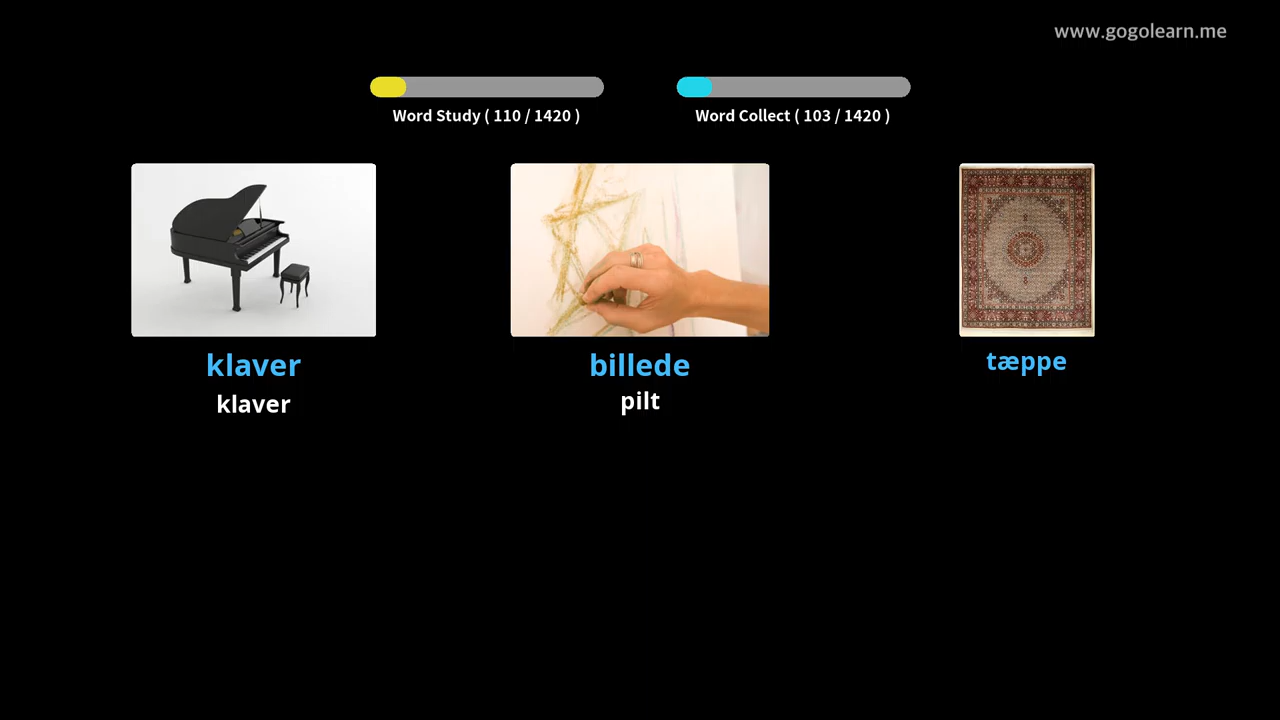 www.gogolearn.me
Word Study ( 110 / 1420 )
Word Collect ( 103 / 1420 )
klaver
billede
tæppe
klaver
pilt